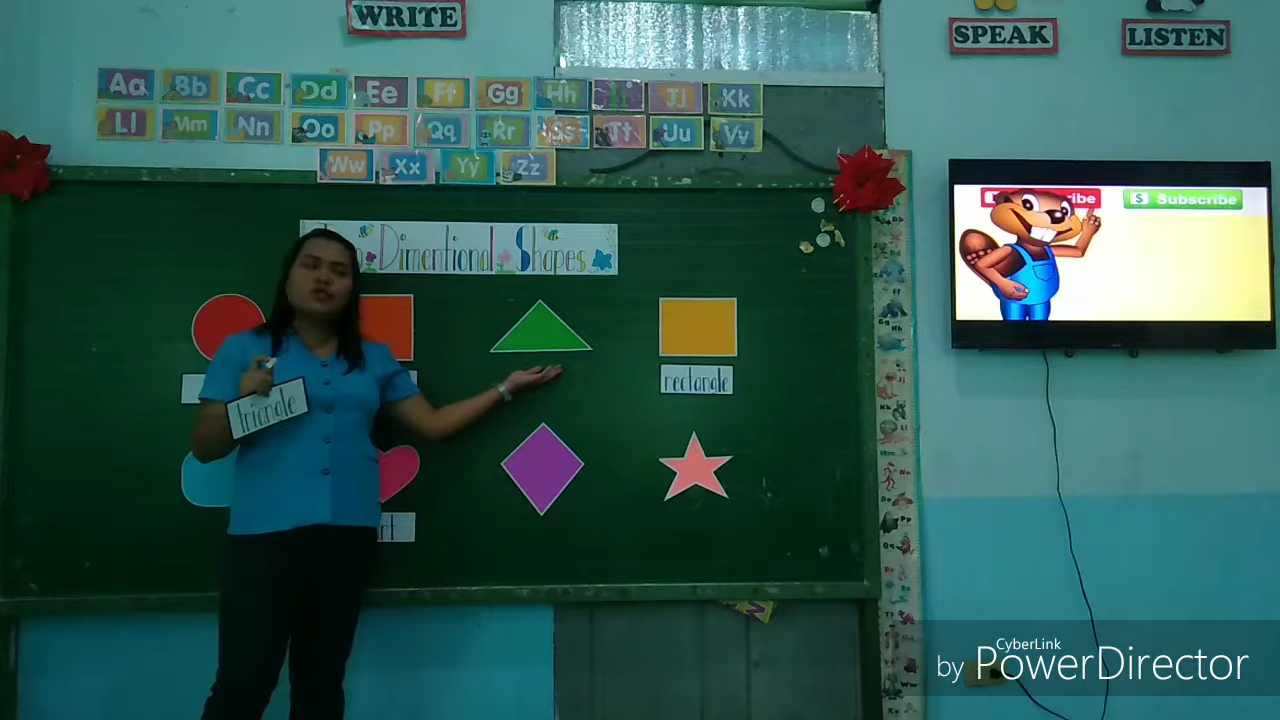 WRITE
SPEAK
LISTEN
Aa Bb Cc Dd Ee Ff Gg Hh Ii Jj Kk
Ll Mm Nn Oo Pp Qq Rr Ss Tt Uu Vv
Ww Xx Yy Zz
Dimentional Shapes
Subscribe
triangle
rectangle
CyberLink
by PowerDirector